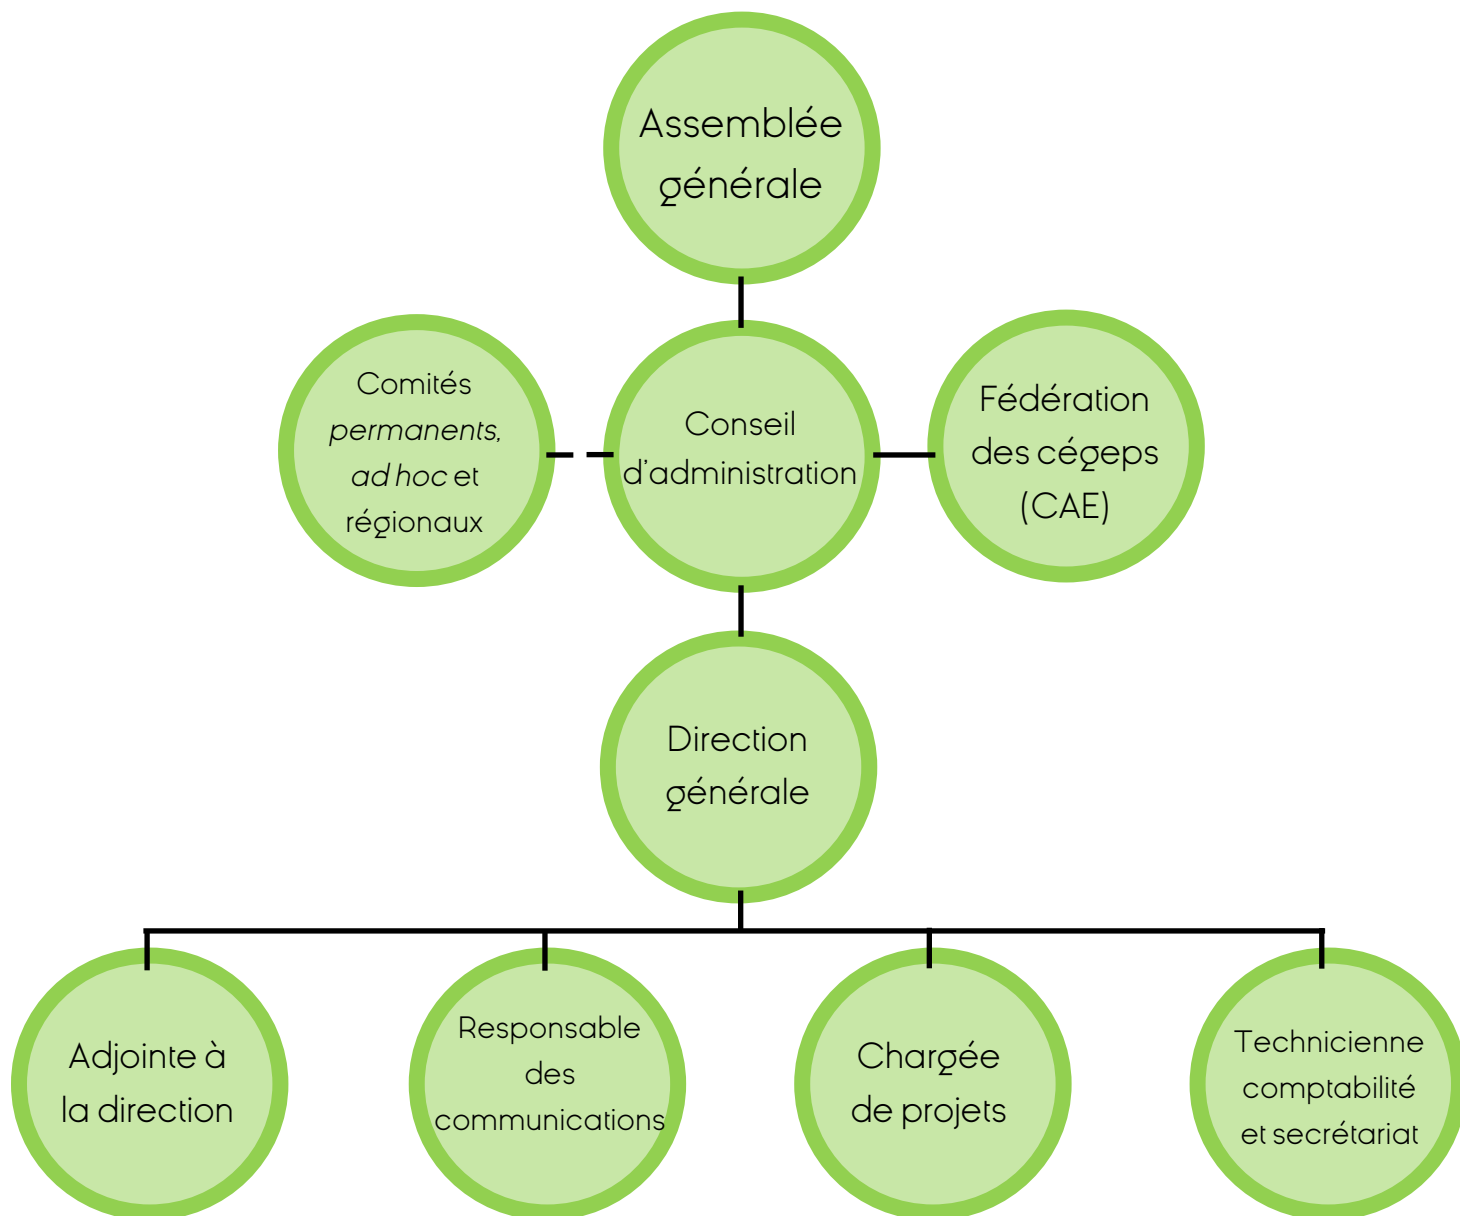 Assemblée
générale
Comités
permanents,
ad hoc et
régionaux
Conseil
d'administration
Fédération
des cégeps
(CAE)
Direction
générale
Adjointe à
la direction
Responsable
des
communications
Chargée
de projets
Technicienne
comptabilité
et secrétariat